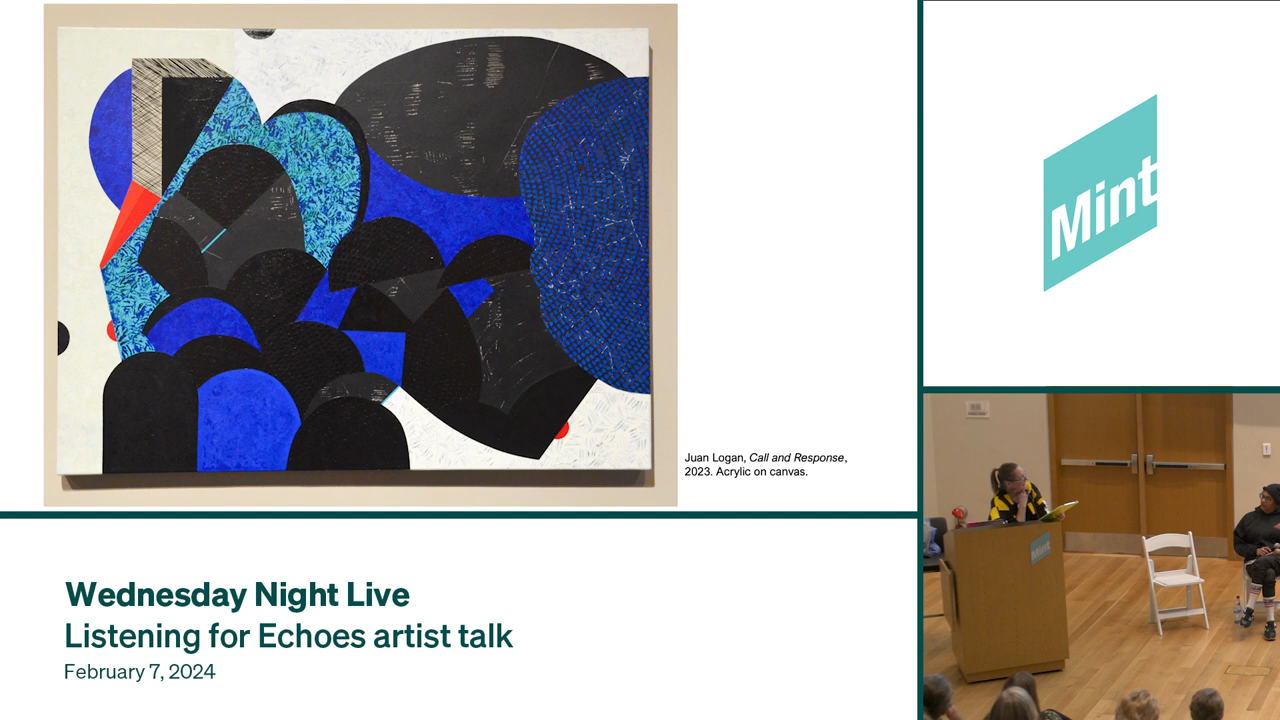 Juan Logan, Call and Response,
2023. Acrylic on canvas.
Mint
Wednesday Night Live
Listening for Echoes artist talk
February 7, 2024
Mint